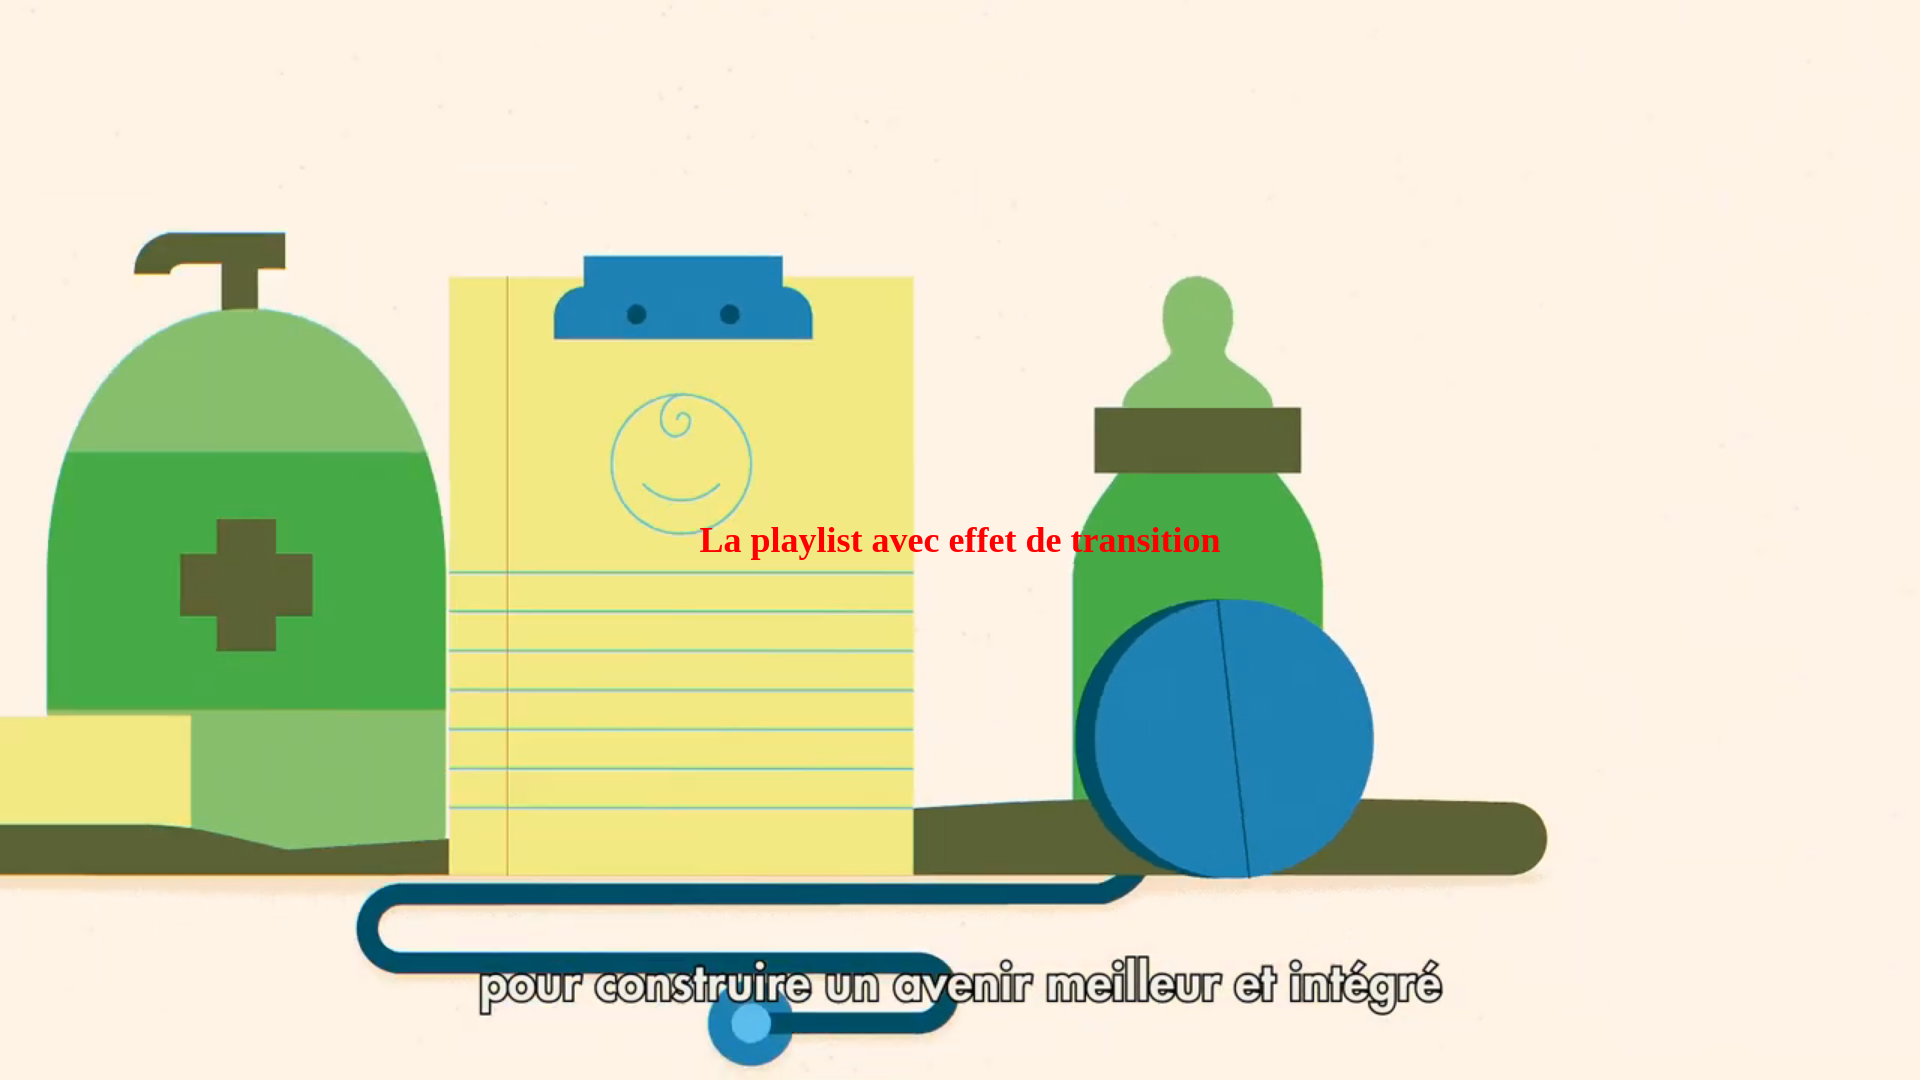 La playlist avec effet de transition
pour construire un avenir meilleur et intégré